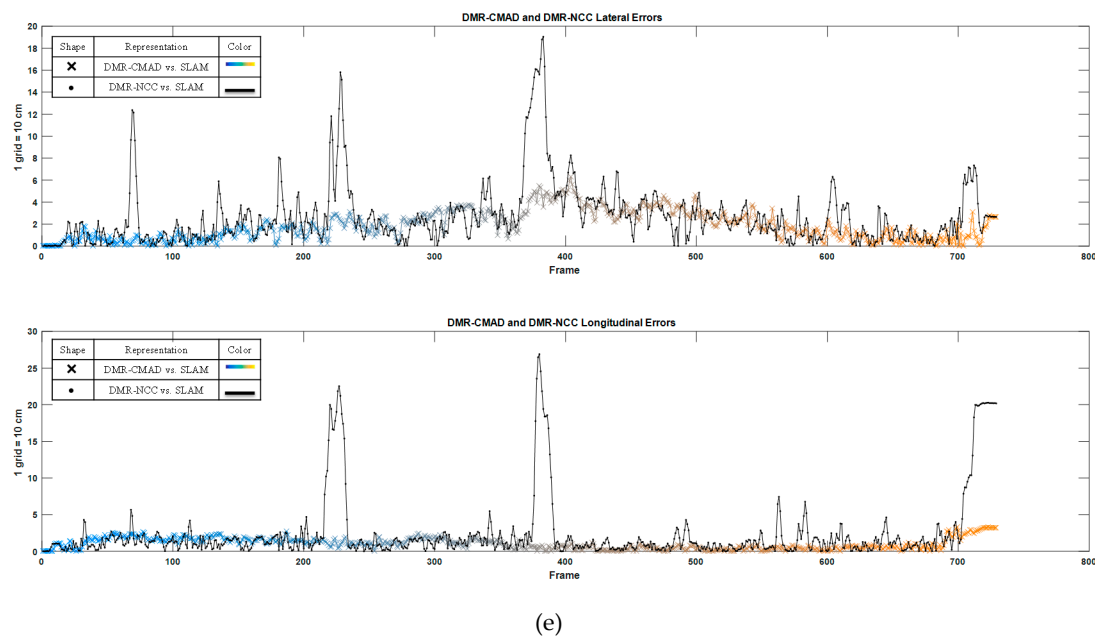 DMR-CMAD and DMR-NCC Lateral Errors
Shape Representation Color
DMR-CMAD vs. SLAM
DMR-NCC vs. SLAM
1 grid = 10 cm
20
18
16
14
12
10
8
6
4
2
0
0 100 200 300 400 500 600 700 800
Frame
DMR-CMAD and DMR-NCC Longitudinal Errors
Shape Representation Color
DMR-CMAD vs. SLAM
DMR-NCC vs. SLAM
1 grid = 10 cm
30
25
20
15
10
5
0
0 100 200 300 400 500 600 700 800
Frame
(e)